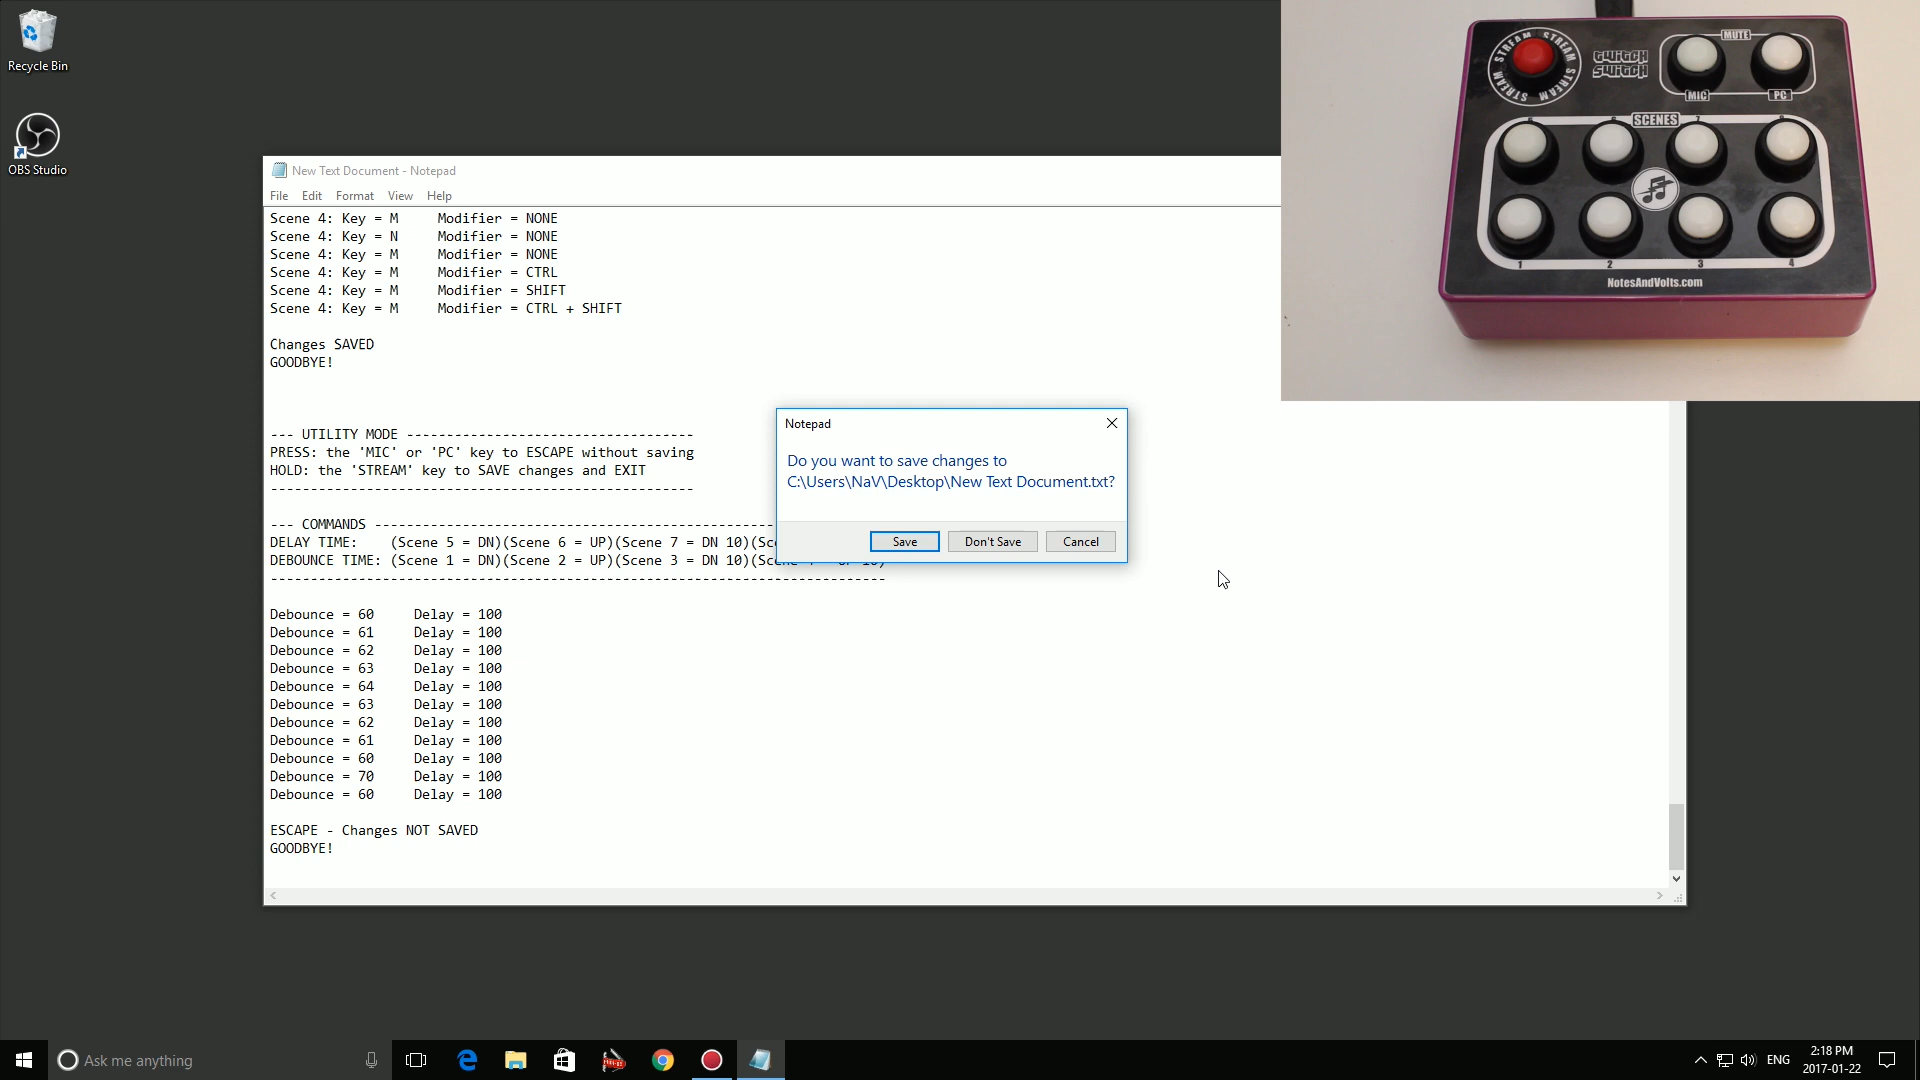 Recycle Bin
OBS Studio
New Text Document - Notepad
File Edit Format View Help
Scene 4: Key = M Modifier = NONE
Scene 4: Key = N Modifier = NONE
Scene 4: Key = M Modifier = NONE
Scene 4: Key = M Modifier = CTRL
Scene 4: Key = M Modifier = SHIFT
Scene 4: Key = M Modifier = CTRL + SHIFT
Changes SAVED
GOODBYE!
--- UTILITY MODE ------------------------------------
PRESS: the 'MIC' or 'PC' key to ESCAPE without saving
HOLD: the 'STREAM' key to SAVE changes and EXIT
-----------------------------------------------------
--- COMMANDS --------------------------------------------------
DELAY TIME: (Scene 5 = DN)(Scene 6 = UP)(Scene 7 = DN 10)
DEBOUNCE TIME: (Scene 1 = DN)(Scene 2 = UP)(Scene 3 = DN 10)
-----------------------------------------------------------------------------
Debounce = 60 Delay = 100
Debounce = 61 Delay = 100
Debounce = 62 Delay = 100
Debounce = 63 Delay = 100
Debounce = 64 Delay = 100
Debounce = 63 Delay = 100
Debounce = 62 Delay = 100
Debounce = 61 Delay = 100
Debounce = 60 Delay = 100
Debounce = 70 Delay = 100
Debounce = 60 Delay = 100
ESCAPE - Changes NOT SAVED
GOODBYE!
Notepad
Do you want to save changes to
C:\Users\NaV\Desktop\New Text Document.txt?
Save Don't Save Cancel
STREAM STREAM STREAM STREAM
TWITCH
SWITCH
MUTE
MIC PC
SCENES
7
1 2 3 4
NotesAndVolts.com
Ask me anything
ENG
2:18 PM
2017-01-22